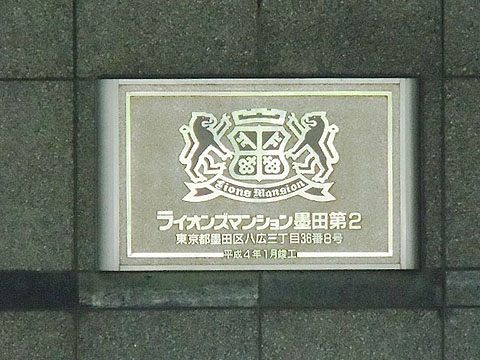 Lions Mansion
ライオンズマンション墨田第2
東京都墨田区八広三丁目36番8号
平成4年1月竣工